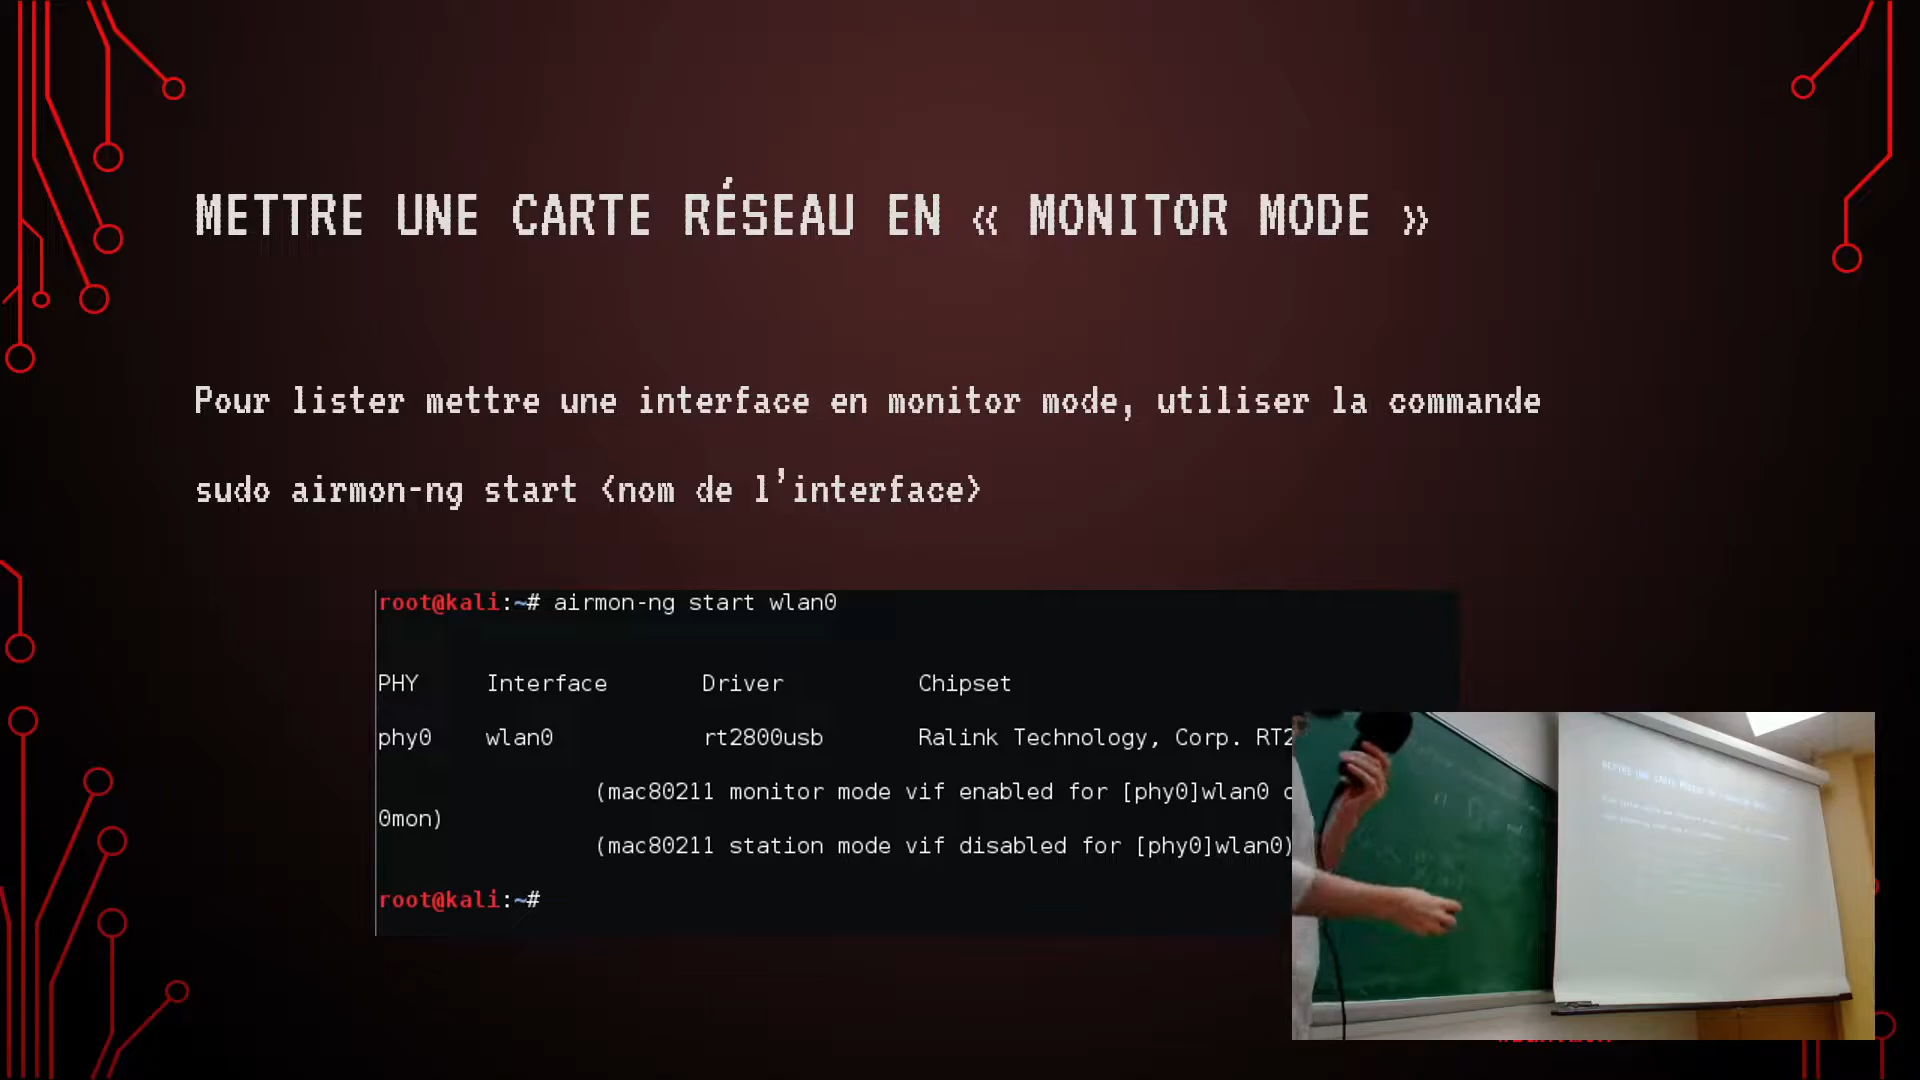 METTRE UNE CARTE RÉSEAU EN « MONITOR MODE »
Pour lister mettre une interface en monitor mode, utiliser la commande
sudo airmon-ng start <nom de l’interface>
root@kali:~# airmon-ng start wlan0
PHY Interface Driver Chipset
phy0 wlan0 rt2800usb Ralink Technology, Corp.
(mac80211 monitor mode vif enabled for [phy0]wlan0
0mon)
(mac80211 station mode vif disabled for [phy0]wlan0)
root@kali:~#